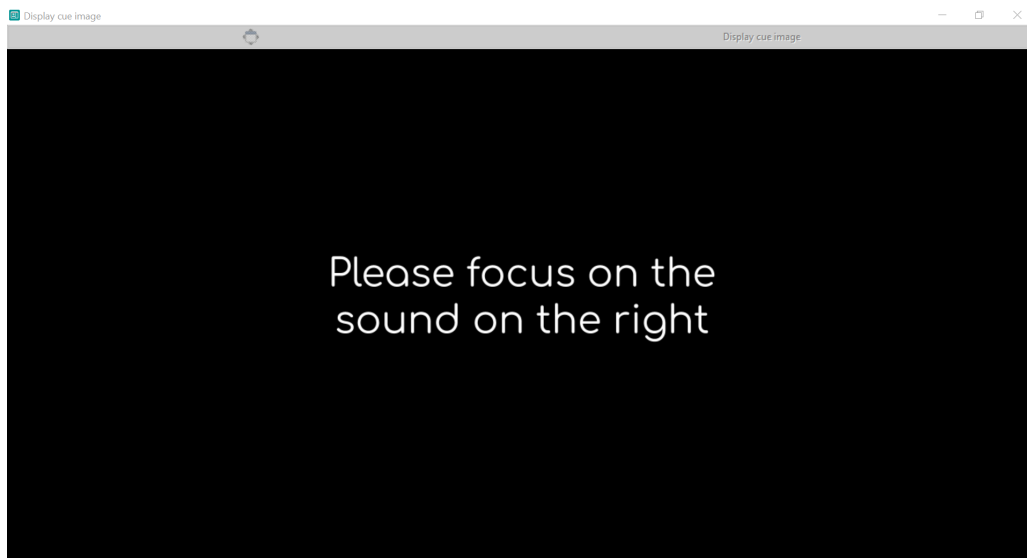 Display cue image
Display cue image
Please focus on the
sound on the right